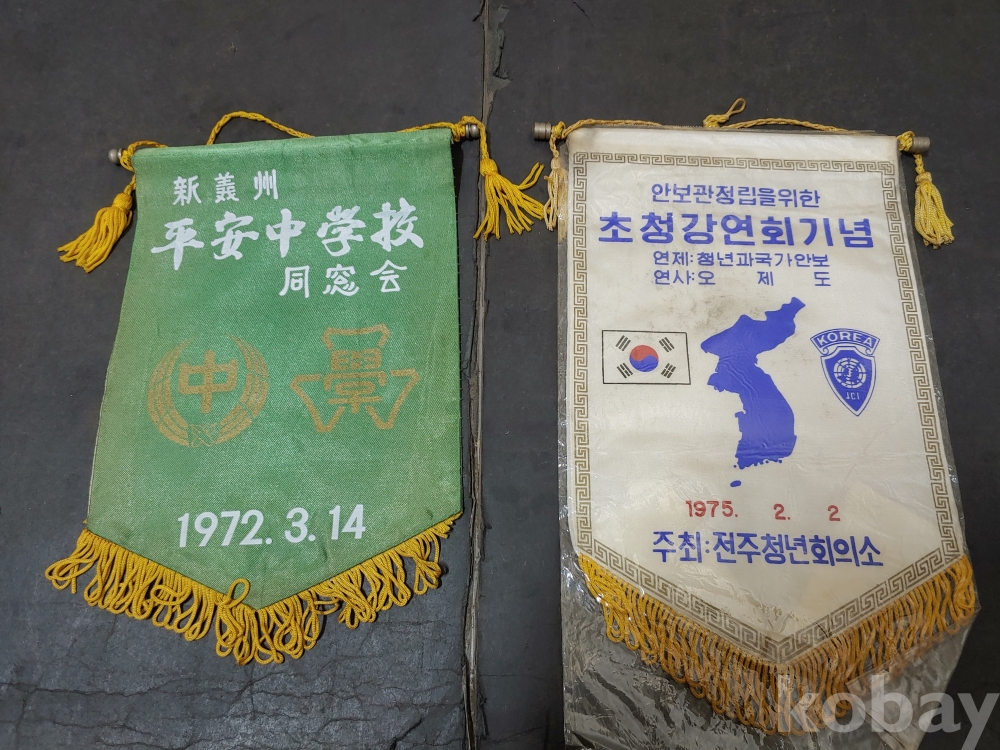 新義州
平安中学校
同窓会
中
1972.3.14
안보관정립을위한
초청강연회기념
연제:청년과국가안보
연사:오 제 도
KOREA
JCI
1975. 2. 2
주최:전주청년회의소
kobay